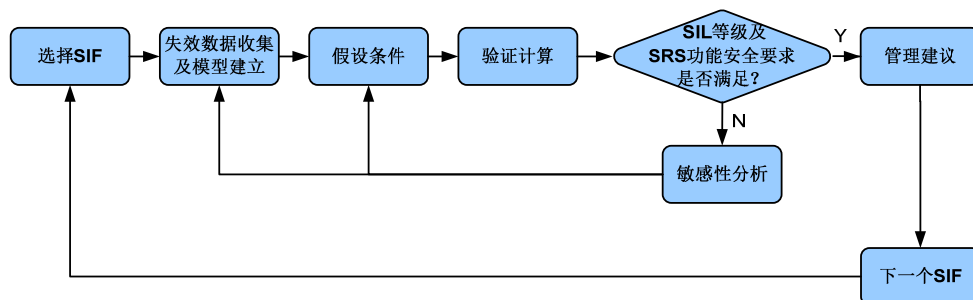 选择SIF
失效数据收集
及模型建立
假设条件
验证计算
SIL等级及
SRS功能安全要求
是否满足？
Y
管理建议
N
敏感性分析
下一个SIF